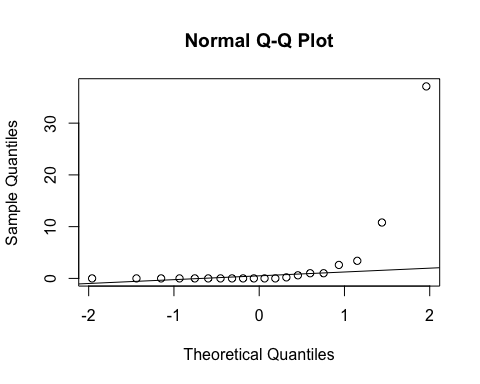 Normal Q-Q Plot
Sample Quantiles
30
20
10
0
-2 -1 0 1 2
Theoretical Quantiles